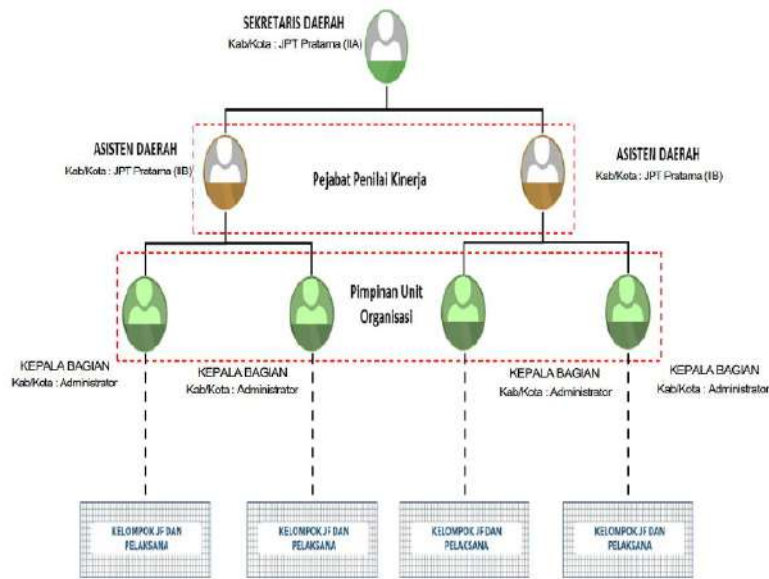 SEKRETARIS DAERAH
Kab/Kota : JPT Pratama (IIA)
ASISTEN DAERAH
Kab/Kota : JPT Pratama (IIB)
Pejabat Penilai Kinerja
ASISTEN DAERAH
Kab/Kota : JPT Pratama (IIB)
Pimpinan Unit
Organisasi
KEPALA BAGIAN
Kab/Kota : Administrator
KEPALA BAGIAN
Kab/Kota : Administrator
KEPALA BAGIAN
Kab/Kota : Administrator
KEPALA BAGIAN
Kab/Kota : Administrator
KELOMPOK JF DAN
PELAKSANA
KELOMPOK JF DAN
PELAKSANA
KELOMPOK JF DAN
PELAKSANA
KELOMPOK JF DAN
PELAKSANA